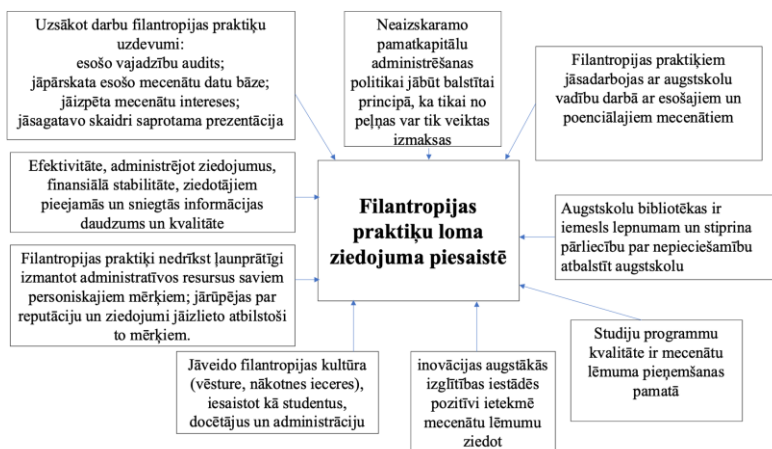 Uzsākot darbu filantropijas praktiķu
uzdevumi:
esošo vajadzību audits;
jāpārskata esošo mecenātu datu bāze;
jāizpēta mecenātu intereses;
jāsagatavo skaidri saprotama prezentācija
Neaizskaramo
pamatkapitālu
administrēšanas
politikai jābūt balstītai
principā, ka tikai no
peļņas var tik veiktas
izmaksas
Filantropijas praktiķiem
jāsadarbojas ar augstskolu
vadību darbā ar esošajiem un
poenciālajiem mecenātiem
Efektivitāte, administrējot ziedojumus,
finansiālā stabilitāte, ziedotājiem
pieejamās un sniegtās informācijas
daudzums un kvalitāte
Filantropijas
praktiķu loma
ziedojuma piesaistē
Augstskolu bibliotēkas ir
iemesls lepnumam un stiprina
pārliecību par nepieciešamību
atbalstīt augstskolu
Filantropijas praktiķi nedrīkst ļaunprātīgi
izmantot administratīvos resursus saviem
personiskajiem mērķiem; jārūpējas par
reputāciju un ziedojumi jāizlieto atbilstoši
to mērķiem.
Studiju programmu
kvalitāte ir mecenātu
lēmuma pieņemšanas
pamatā
Jāveido filantropijas kultūra
(vēsture, nākotnes ieceres),
iesaistot kā studentus,
docētājus un administrāciju
inovācijas augstākās
izglītības iestādēs
pozitīvi ietekmē
mecenātu lēmumu
ziedot